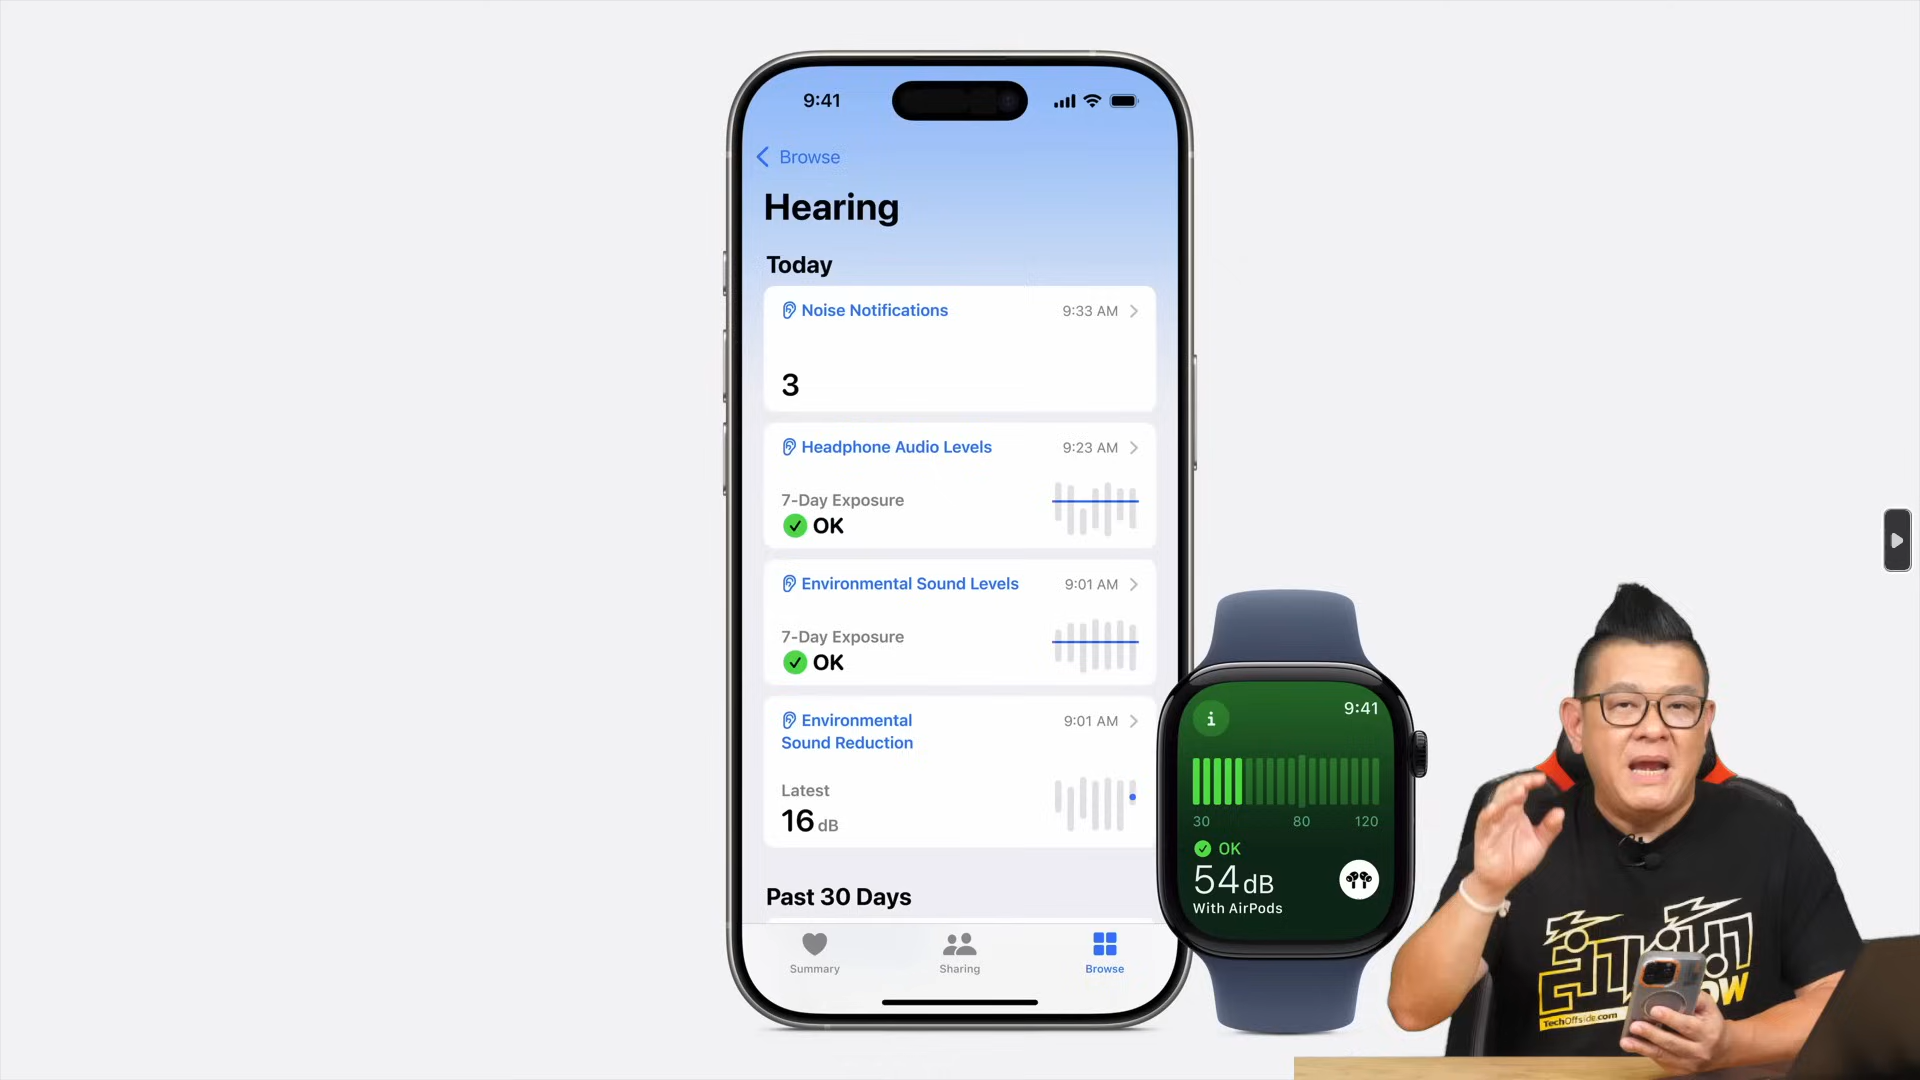 9:41
Browse
Hearing
Today
Noise Notifications 9:33 AM
3
Headphone Audio Levels 9:23 AM
7-Day Exposure
OK
Environmental Sound Levels 9:01 AM
7-Day Exposure
OK
Environmental 9:01 AM
Sound Reduction
Latest
16 dB
Past 30 Days
Summary Sharing Browse
i 9:41
30 80 120
OK
54 dB
With AirPods
TechOffside.com